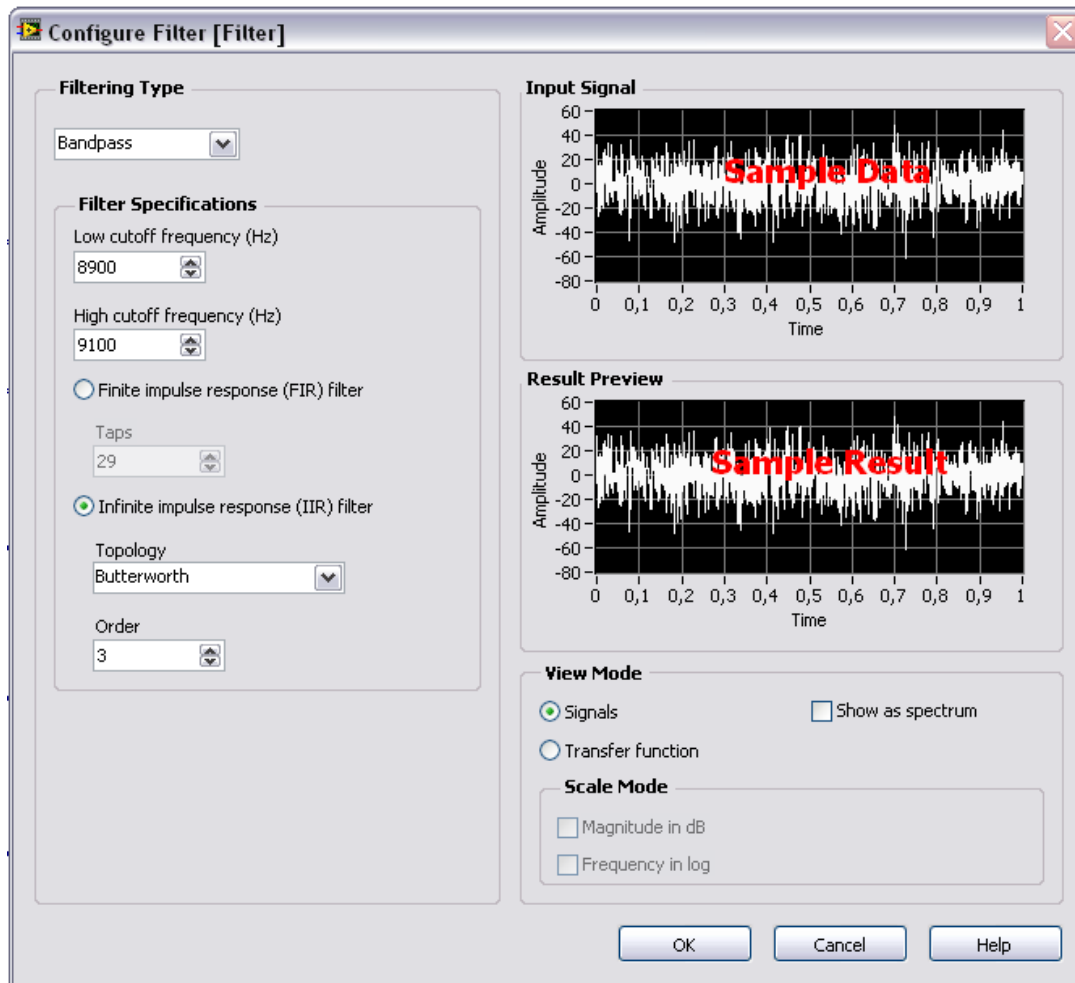 Configure Filter [Filter]
Filtering Type
Bandpass
Filter Specifications
Low cutoff frequency (Hz)
8900
High cutoff frequency (Hz)
9100
Finite impulse response (FIR) filter
Taps
29
Infinite impulse response (IIR) filter
Topology
Butterworth
Order
3
Input Signal
60
40
20
0
-20
-40
-60
-80
Amplitude
Sample Data
0 0,1 0,2 0,3 0,4 0,5 0,6 0,7 0,8 0,9 1
Time
Result Preview
60
40
20
0
-20
-40
-60
-80
Amplitude
Sample Result
0 0,1 0,2 0,3 0,4 0,5 0,6 0,7 0,8 0,9 1
Time
View Mode
Signals
Show as spectrum
Transfer function
Scale Mode
Magnitude in dB
Frequency in log
OK Cancel Help